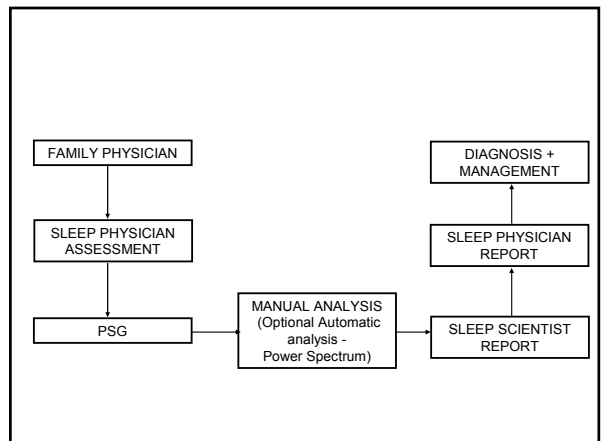 FAMILY PHYSICIAN
SLEEP PHYSICIAN
ASSESSMENT
PSG
MANUAL ANALYSIS
(Optional Automatic
analysis -
Power Spectrum)
SLEEP SCIENTIST
REPORT
SLEEP PHYSICIAN
REPORT
DIAGNOSIS +
MANAGEMENT